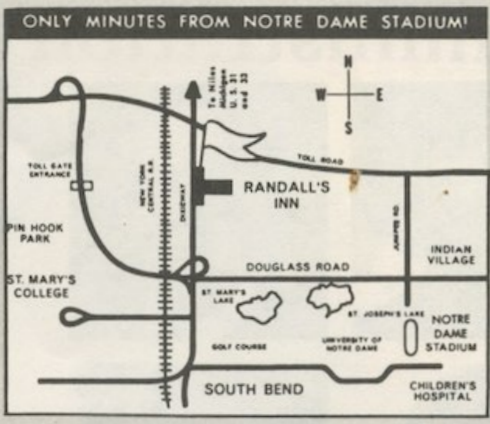 ONLY MINUTES FROM NOTRE DAME STADIUM!
N
W E
S
To Niles
Michigan
U. S. 31
and 33
TOLL ROAD
TOLL GATE
ENTRANCE
NEW YORK
CENTRAL R.R.
DIXIEWAY
RANDALL'S
INN
JUNIPER RD.
PIN HOOK
PARK
INDIAN
VILLAGE
DOUGLASS ROAD
ST. MARY'S
COLLEGE
ST. MARY'S
LAKE
ST. JOSEPH'S LAKE
NOTRE
DAME
STADIUM
GOLF COURSE
UNIVERSITY OF
NOTRE DAME
SOUTH BEND
CHILDREN'S
HOSPITAL